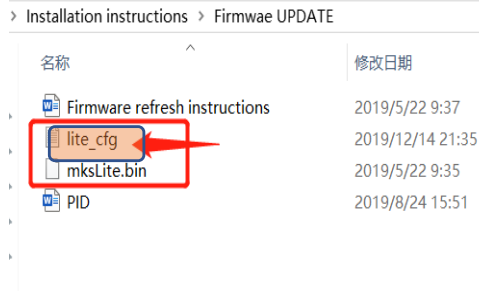 Installation instructions > Firmwae UPDATE
名称 修改日期
Firmware refresh instructions 2019/5/22 9:37
lite_cfg 2019/12/14 21:35
mksLite.bin 2019/5/22 9:35
PID 2019/8/24 15:51